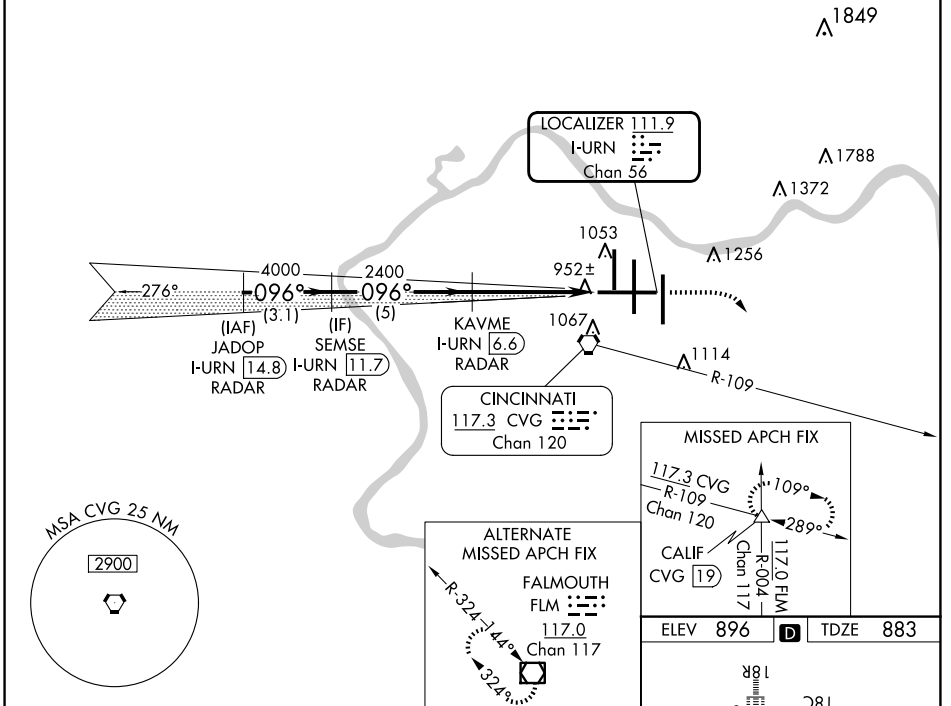 1849
LOCALIZER 111.9
I-URN
Chan 56
1788
1372
1053
1256
952±
4000
2400
276°
096°
096°
(3.1)
(5)
(IAF)
JADOP
I-URN 14.8
RADAR
(IF)
SEMSE
I-URN 11.7
RADAR
KAVME
I-URN 6.6
RADAR
1067
1114
R-109
CINCINNATI
117.3 CVG
Chan 120
MISSED APCH FIX
117.3 CVG
R-109
Chan 120
109°
289°
CALIF
CVG 19
117.0 FLM
R-004
Chan 117
MSA CVG 25 NM
2900
ALTERNATE
MISSED APCH FIX
FALMOUTH
FLM
117.0
Chan 117
R-324
144°
324°
ELEV 896 D TDZE 883
18R
18C